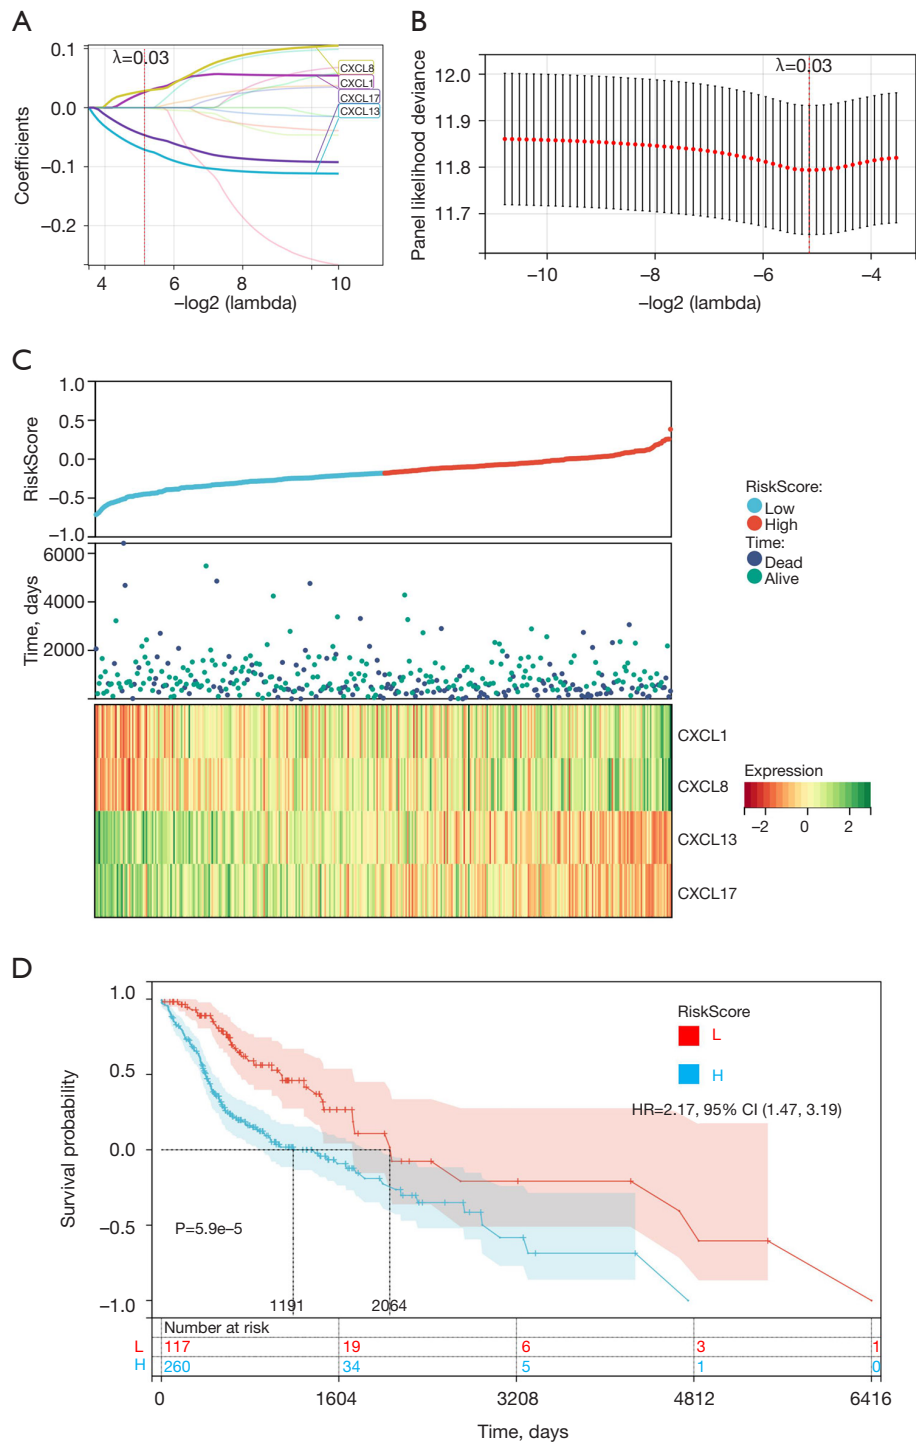 A
0.1
0.0
−0.1
−0.2
Coefficients
λ=0.03
CXCL8
CXCL1
CXCL17
CXCL13
4
6
8
10
−log2 (lambda)
B
12.0
11.9
11.8
11.7
Panel likelihood deviance
λ=0.03
−10
−8
−6
−4
−log2 (lambda)
C
1.0
0.5
0.0
−0.5
−1.0
RiskScore
6000
4000
2000
Time, days
RiskScore:
Low
High
Time:
Dead
Alive
CXCL1
CXCL8
CXCL13
CXCL17
Expression
−2
0
2
D
1.0
0.5
0.0
−0.5
−1.0
Survival probability
RiskScore
L
H
HR=2.17, 95% CI (1.47, 3.19)
P=5.9e−5
1191
2064
Number at risk
L 117 19 6 3 1
H 260 34 5 1 0
0
1604
3208
4812
6416
Time, days